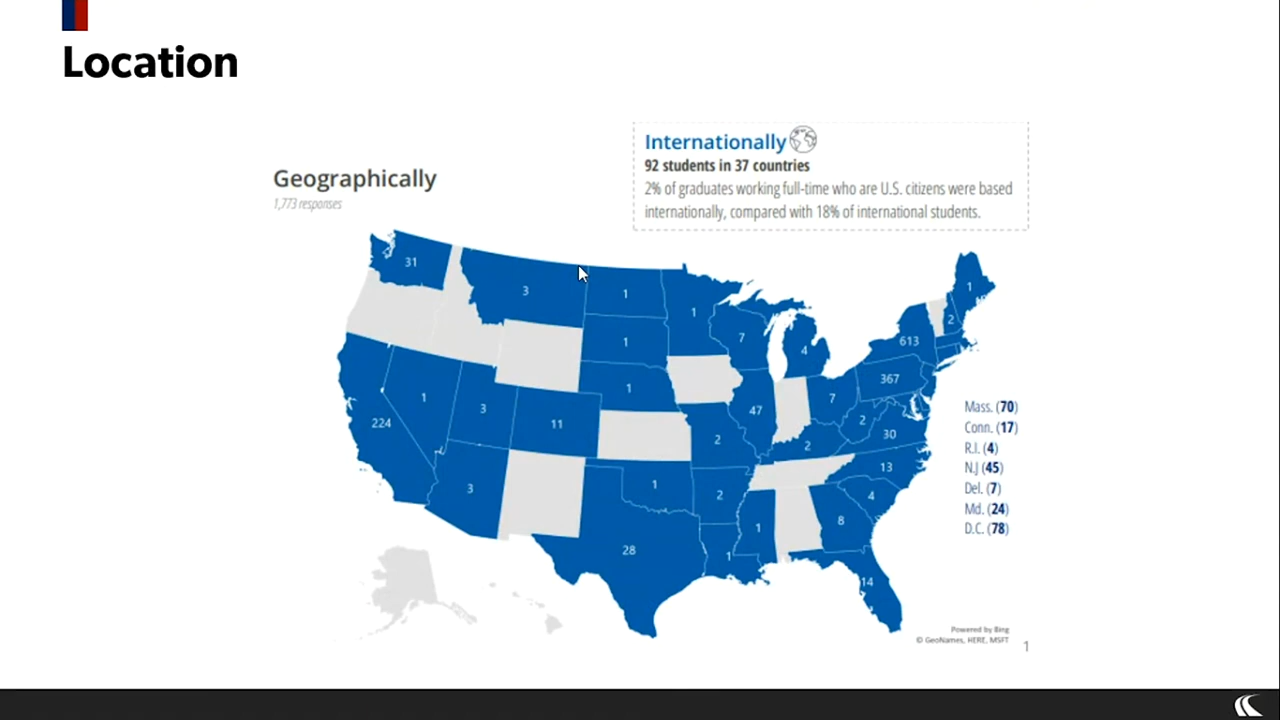 Location
Internationally
92 students in 37 countries
2% of graduates working full-time who are U.S. citizens were based
internationally, compared with 18% of international students.
Geographically
1,773 responses
31
3
1
1
7
4
613
2
1
1
1
367
224
1
3
11
47
7
2
30
2
2
13
3
1
2
4
28
1
1
8
14
Mass. (70)
Conn. (17)
R.I. (4)
N.J (45)
Del. (7)
Md. (24)
D.C. (78)
Powered by Bing
© GeoNames, HERE, MSFT
1